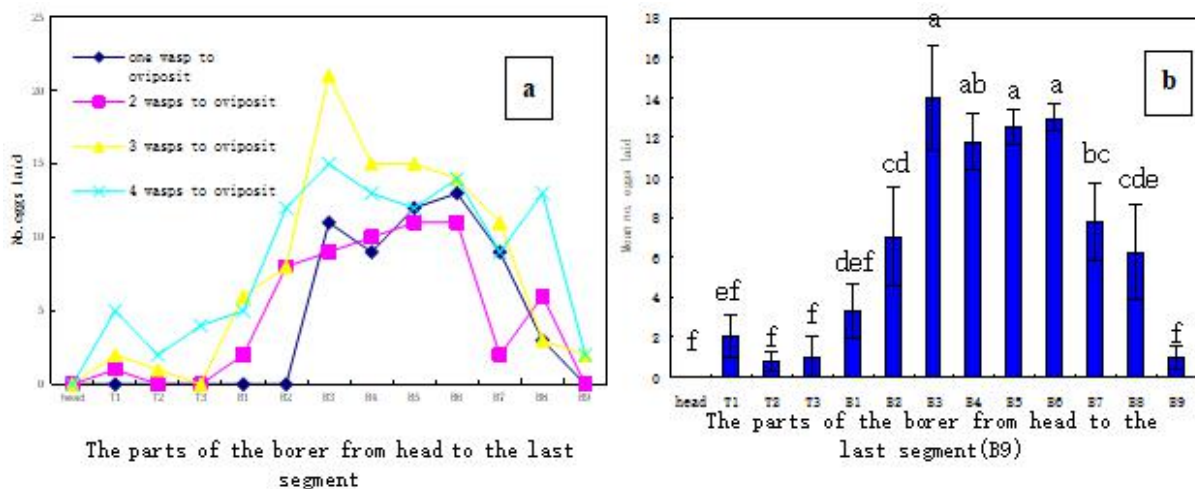 25
20
15
10
5
0
No. eggs laid
one wasp to
oviposit
2 wasps to oviposit
3 wasps to oviposit
4 wasps to oviposit
a
head T1 T2 T3 B1 B2 B3 B4 B5 B6 B7 B8 B9
The parts of the borer from head to the last
segment
18
16
14
12
10
8
6
4
2
0
Mean no. eggs laid
b
f ef f f def cd a ab a a bc cde f
head T1 T2 T3 B1 B2 B3 B4 B5 B6 B7 B8 B9
The parts of the borer from head to the
last segment(B9)